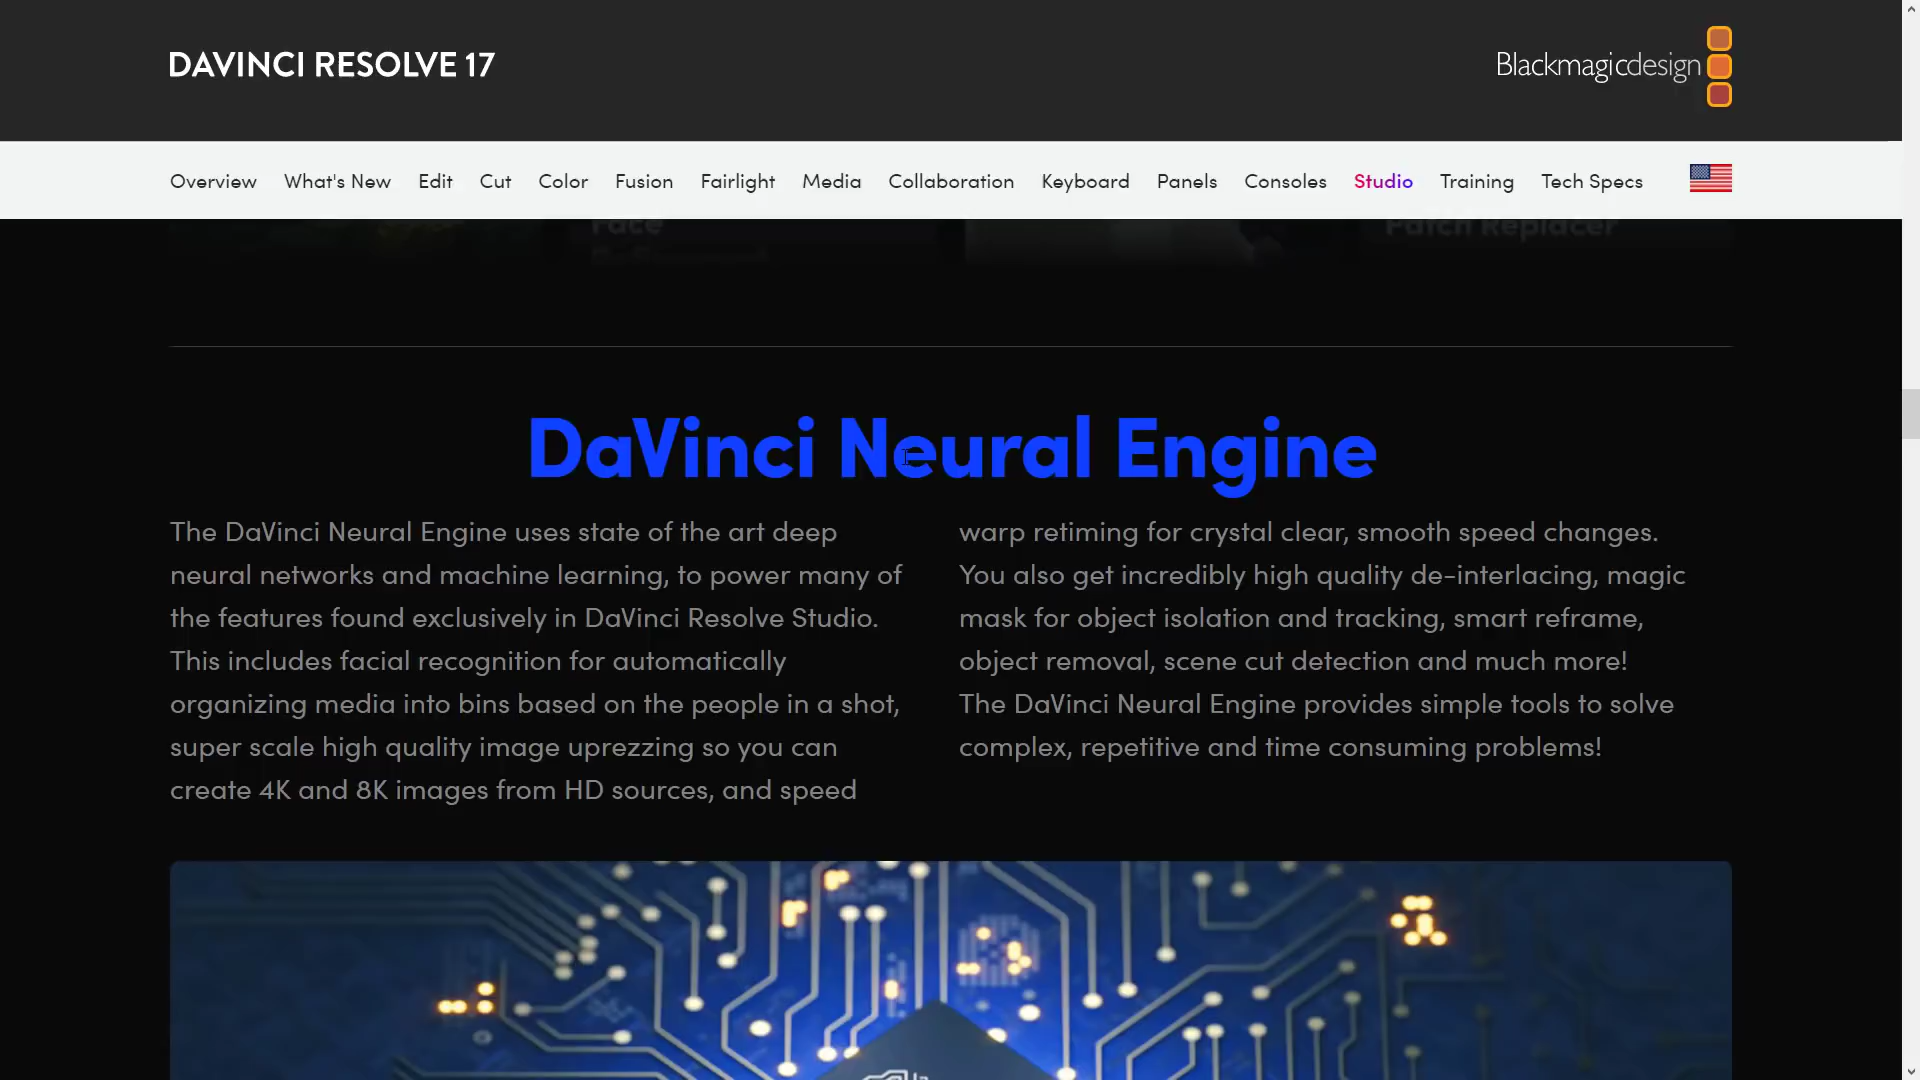 DAVINCI RESOLVE 17
Blackmagicdesign
Overview What's New Edit Cut Color Fusion Fairlight Media Collaboration Keyboard Panels Consoles Studio Training Tech Specs
Face
Patch Replacer
DaVinci Neural Engine
The DaVinci Neural Engine uses state of the art deep
neural networks and machine learning, to power many of
the features found exclusively in DaVinci Resolve Studio.
This includes facial recognition for automatically
organizing media into bins based on the people in a shot,
super scale high quality image uprezzing so you can
create 4K and 8K images from HD sources, and speed
warp retiming for crystal clear, smooth speed changes.
You also get incredibly high quality de-interlacing, magic
mask for object isolation and tracking, smart reframe,
object removal, scene cut detection and much more!
The DaVinci Neural Engine provides simple tools to solve
complex, repetitive and time consuming problems!